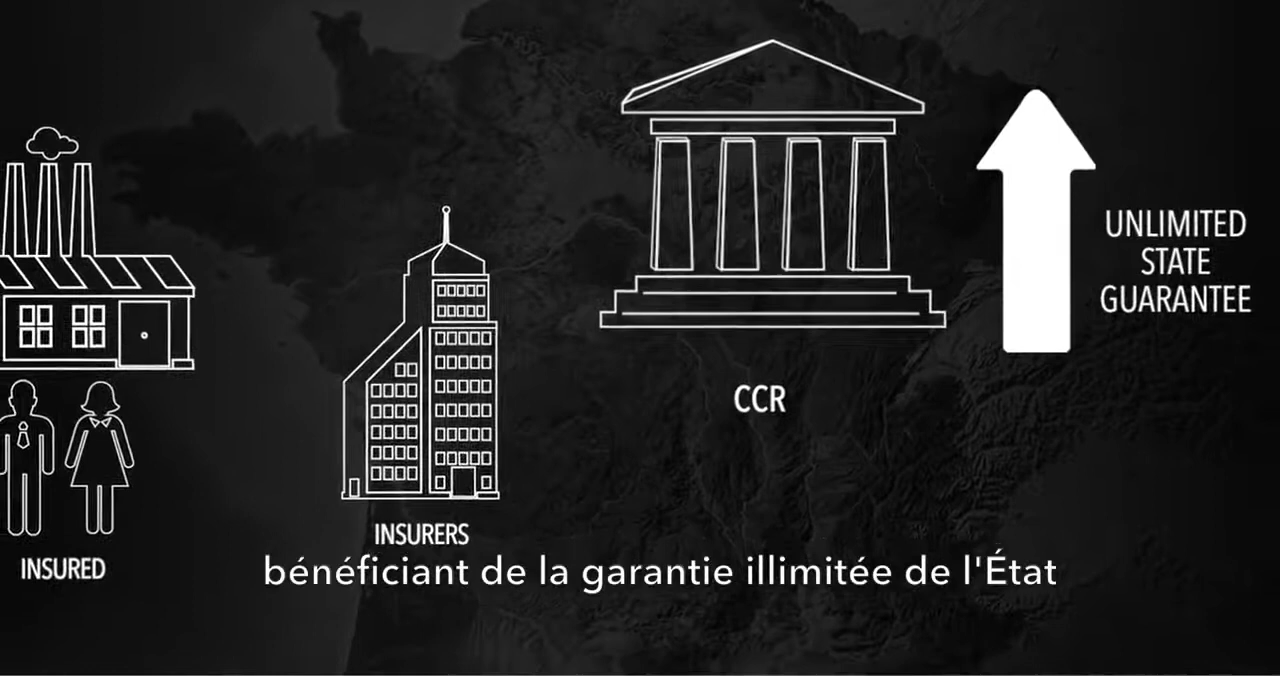 UNLIMITED
STATE
GUARANTEE
CCR
INSURERS
INSURED
bénéficiant de la garantie illimitée de l'État